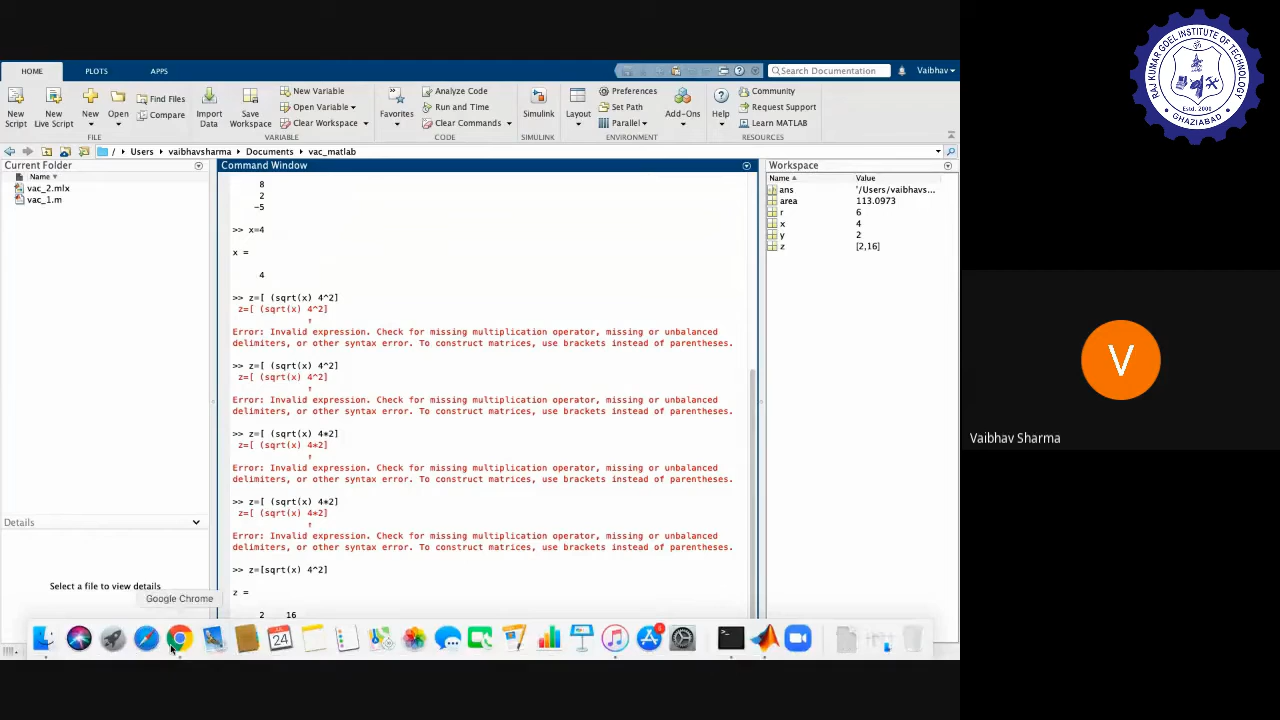 HOME PLOTS APPS
Search Documentation
Vaibhav
New Script
New Live Script
New
Open
Find Files
Compare
FILE
Import Data
Save Workspace
New Variable
Open Variable
Clear Workspace
VARIABLE
Favorites
Analyze Code
Run and Time
Clear Commands
CODE
Simulink
SIMULINK
Layout
Preferences
Set Path
Parallel
Add-Ons
ENVIRONMENT
Help
Community
Request Support
Learn MATLAB
RESOURCES
/ Users vaibhavsharma Documents vac_matlab
Current Folder
Name
vac_2.mlx
vac_1.m
Details
Select a file to view details
Command Window
8
2
-5
>> x=4
x =
4
>> z=[ (sqrt(x) 4^2]
z=[ (sqrt(x) 4^2]
↑
Error: Invalid expression. Check for missing multiplication operator, missing or unbalanced
delimiters, or other syntax error. To construct matrices, use brackets instead of parentheses.
>> z=[ (sqrt(x) 4^2]
z=[ (sqrt(x) 4^2]
↑
Error: Invalid expression. Check for missing multiplication operator, missing or unbalanced
delimiters, or other syntax error. To construct matrices, use brackets instead of parentheses.
>> z=[ (sqrt(x) 4*2]
z=[ (sqrt(x) 4*2]
↑
Error: Invalid expression. Check for missing multiplication operator, missing or unbalanced
delimiters, or other syntax error. To construct matrices, use brackets instead of parentheses.
>> z=[ (sqrt(x) 4*2]
z=[ (sqrt(x) 4*2]
↑
Error: Invalid expression. Check for missing multiplication operator, missing or unbalanced
delimiters, or other syntax error. To construct matrices, use brackets instead of parentheses.
>> z=[sqrt(x) 4^2]
z =
2 16
Workspace
Name Value
ans '/Users/vaibhavs...
area 113.0973
r 6
x 4
y 2
z [2,16]
Google Chrome
24
RAJ KUMAR GOEL INSTITUTE OF TECHNOLOGY
Estd. 2000
GHAZIABAD
V
Vaibhav Sharma